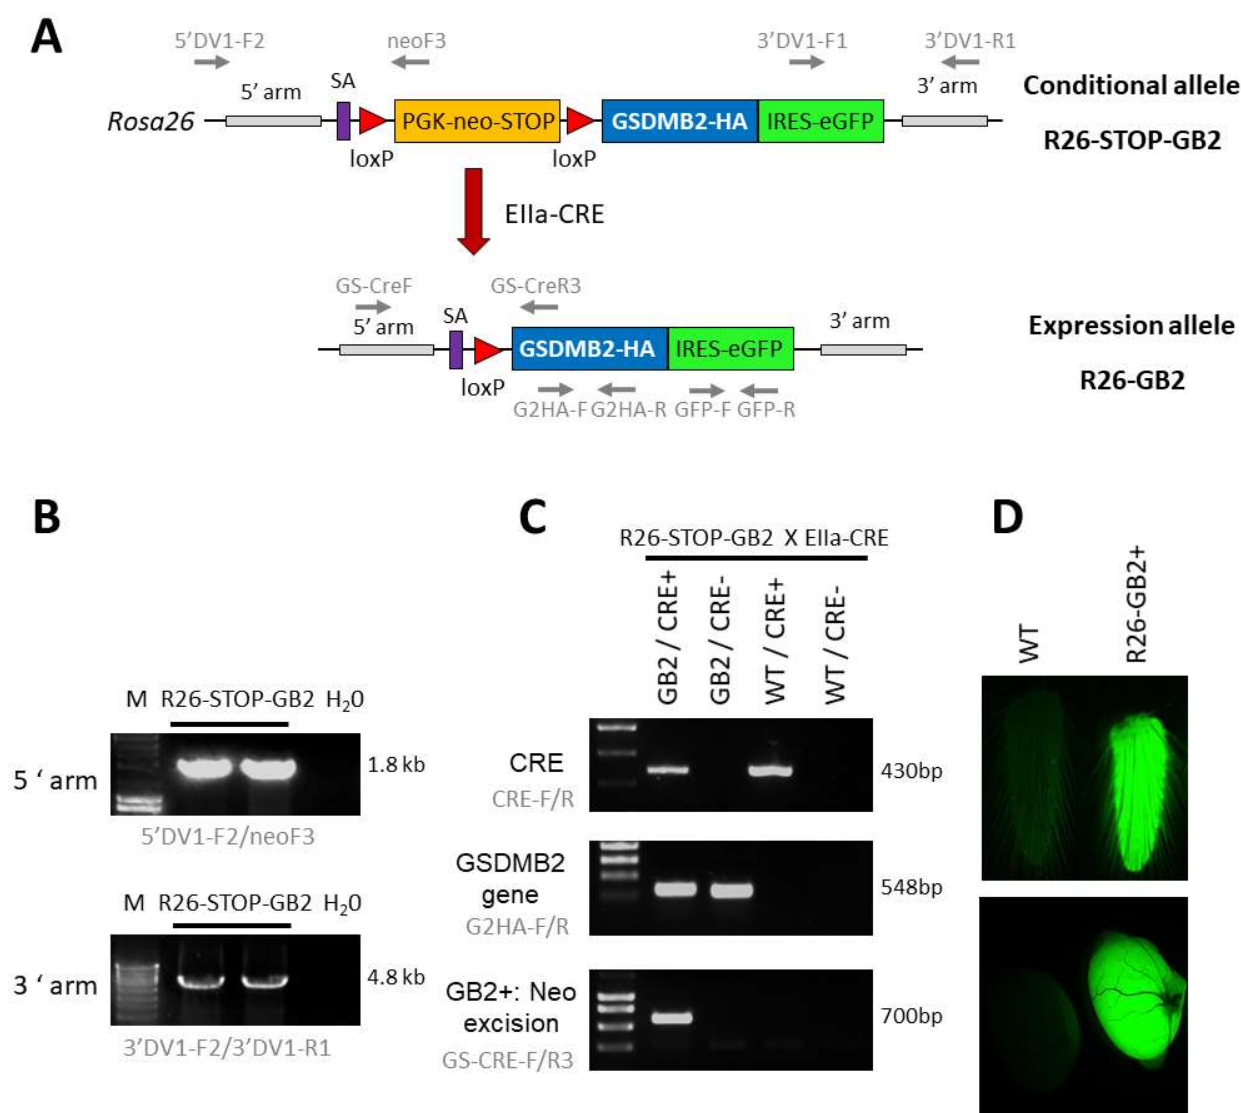 A
5'DV1-F2
neoF3
3'DV1-F1
3'DV1-R1
5' arm
SA
3' arm
Conditional allele
Rosa26
PGK-neo-STOP
GSDMB2-HA
IRES-eGFP
R26-STOP-GB2
loxP
loxP
EIIa-CRE
GS-CreF
GS-CreR3
5' arm
SA
3' arm
Expression allele
GSDMB2-HA
IRES-eGFP
R26-GB2
loxP
G2HA-F
G2HA-R
GFP-F
GFP-R
B
M R26-STOP-GB2 H20
5 ' arm
1.8 kb
5'DV1-F2/neoF3
M R26-STOP-GB2 H20
3 ' arm
4.8 kb
3'DV1-F2/3'DV1-R1
C
R26-STOP-GB2 X EIIa-CRE
GB2 / CRE+
GB2 / CRE-
WT / CRE+
WT / CRE-
CRE
CRE-F/R
430bp
GSDMB2
gene
G2HA-F/R
548bp
GB2+: Neo
excision
GS-CRE-F/R3
700bp
D
WT
R26-GB2+